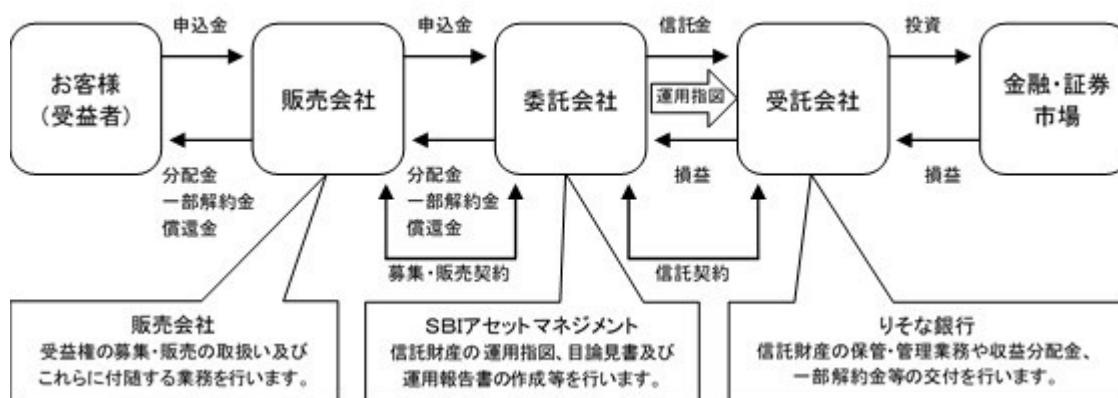 申込金
申込金
信託金
投資
お客様
（受益者）
販売会社
委託会社
運用指図
受託会社
金融・証券
市場
分配金
一部解約金
償還金
分配金
一部解約金
償還金
損益
損益
募集・販売契約
信託契約
販売会社
受益権の募集・販売の取扱い及び
これらに付随する業務を行います。
SBIアセットマネジメント
信託財産の運用指図、目論見書及び
運用報告書の作成等を行います。
りそな銀行
信託財産の保管・管理業務や収益分配金、
一部解約金等の交付を行います。